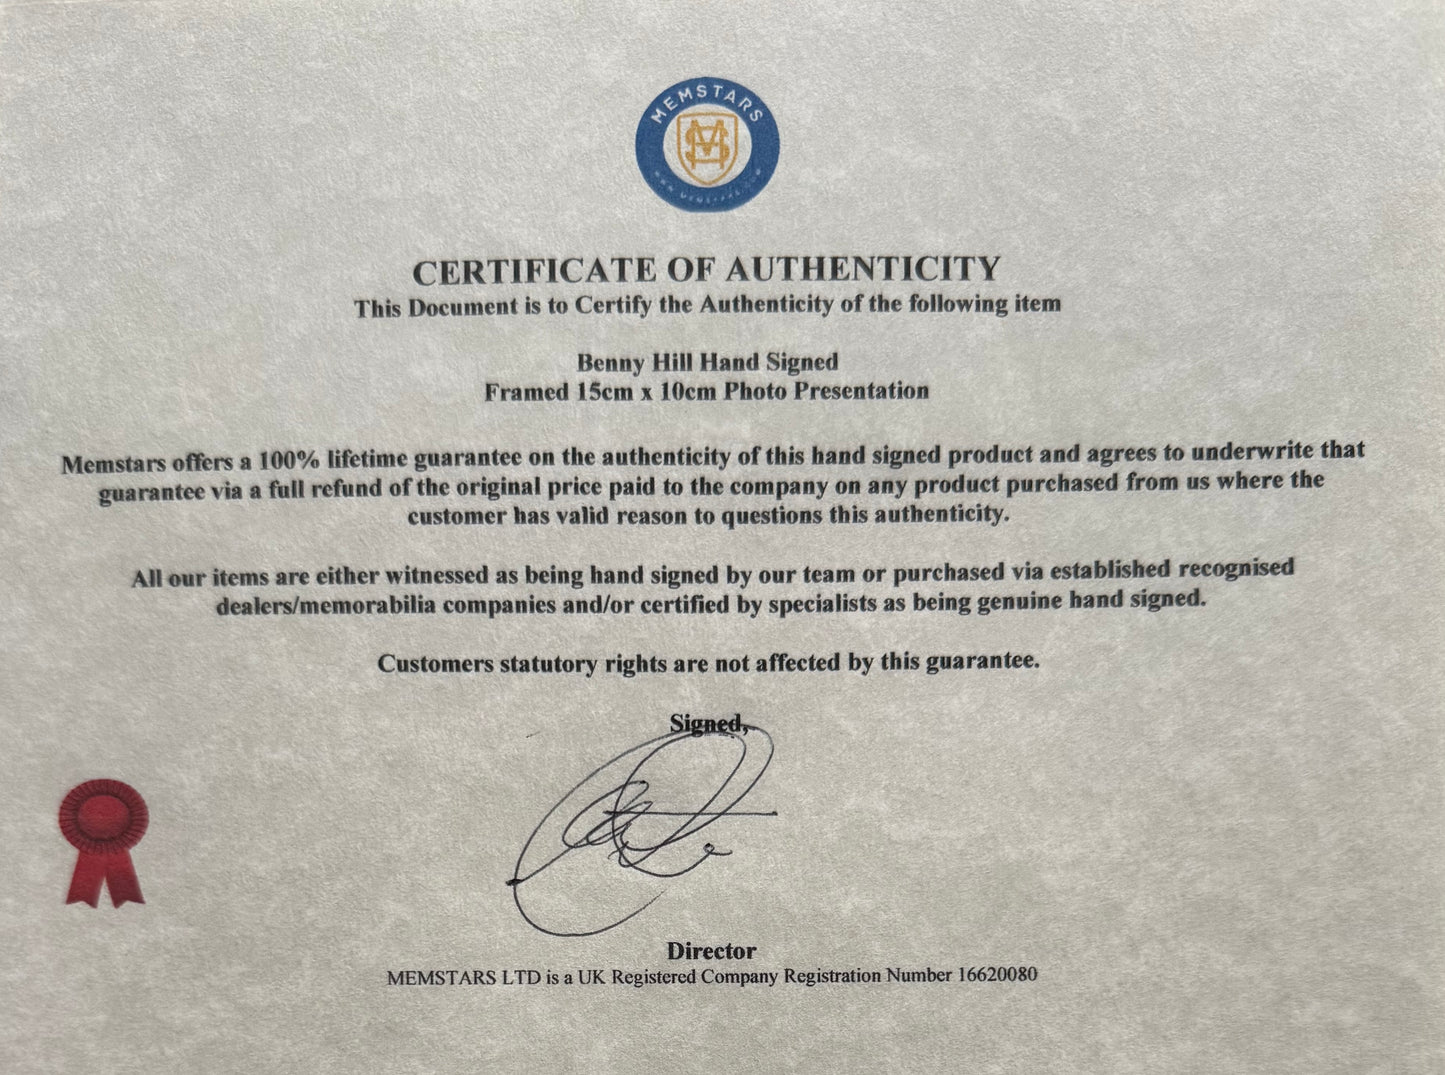 MEMSTARS
MS
WWW.MEMSTARS.COM
CERTIFICATE OF AUTHENTICITY
This Document is to Certify the Authenticity of the following item
Benny Hill Hand Signed
Framed 15cm x 10cm Photo Presentation
Memstars offers a 100% lifetime guarantee on the authenticity of this hand signed product and agrees to underwrite that
guarantee via a full refund of the original price paid to the company on any product purchased from us where the
customer has valid reason to questions this authenticity.
All our items are either witnessed as being hand signed by our team or purchased via established recognised
dealers/memorabilia companies and/or certified by specialists as being genuine hand signed.
Customers statutory rights are not affected by this guarantee.
Signed,
Director
MEMSTARS LTD is a UK Registered Company Registration Number 16620080